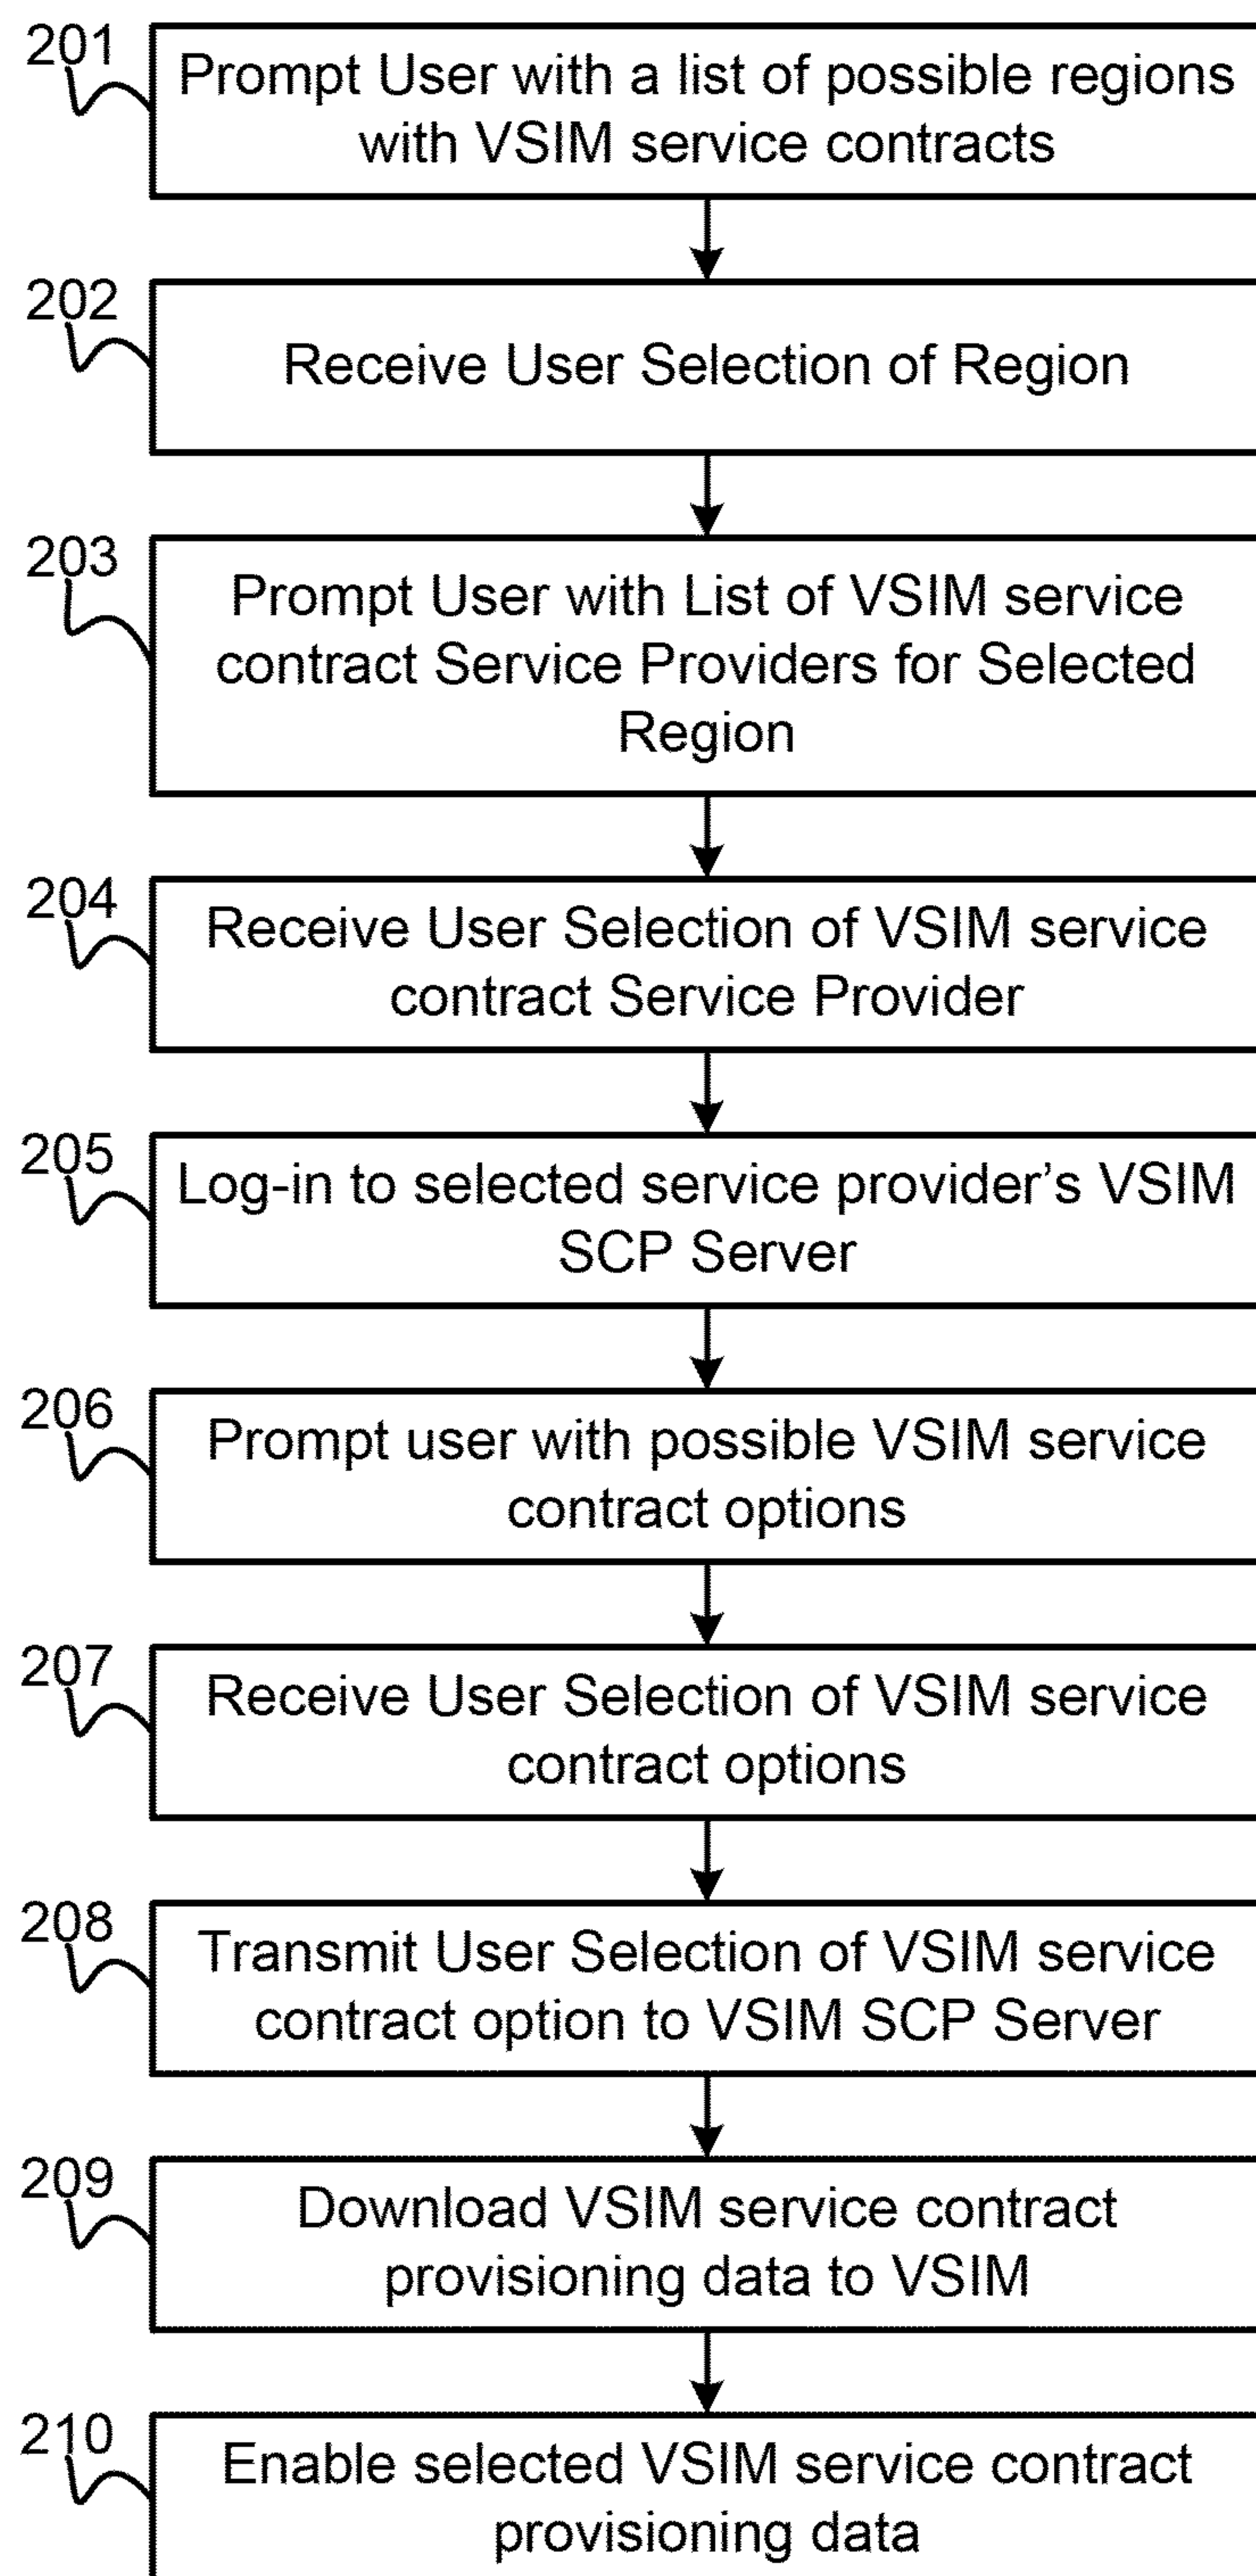 201
Prompt User with a list of possible regions
with VSIM service contracts
202
Receive User Selection of Region
203
Prompt User with List of VSIM service
contract Service Providers for Selected
Region
204
Receive User Selection of VSIM service
contract Service Provider
205
Log-in to selected service provider’s VSIM
SCP Server
206
Prompt user with possible VSIM service
contract options
207
Receive User Selection of VSIM service
contract options
208
Transmit User Selection of VSIM service
contract option to VSIM SCP Server
209
Download VSIM service contract
provisioning data to VSIM
210
Enable selected VSIM service contract
provisioning data